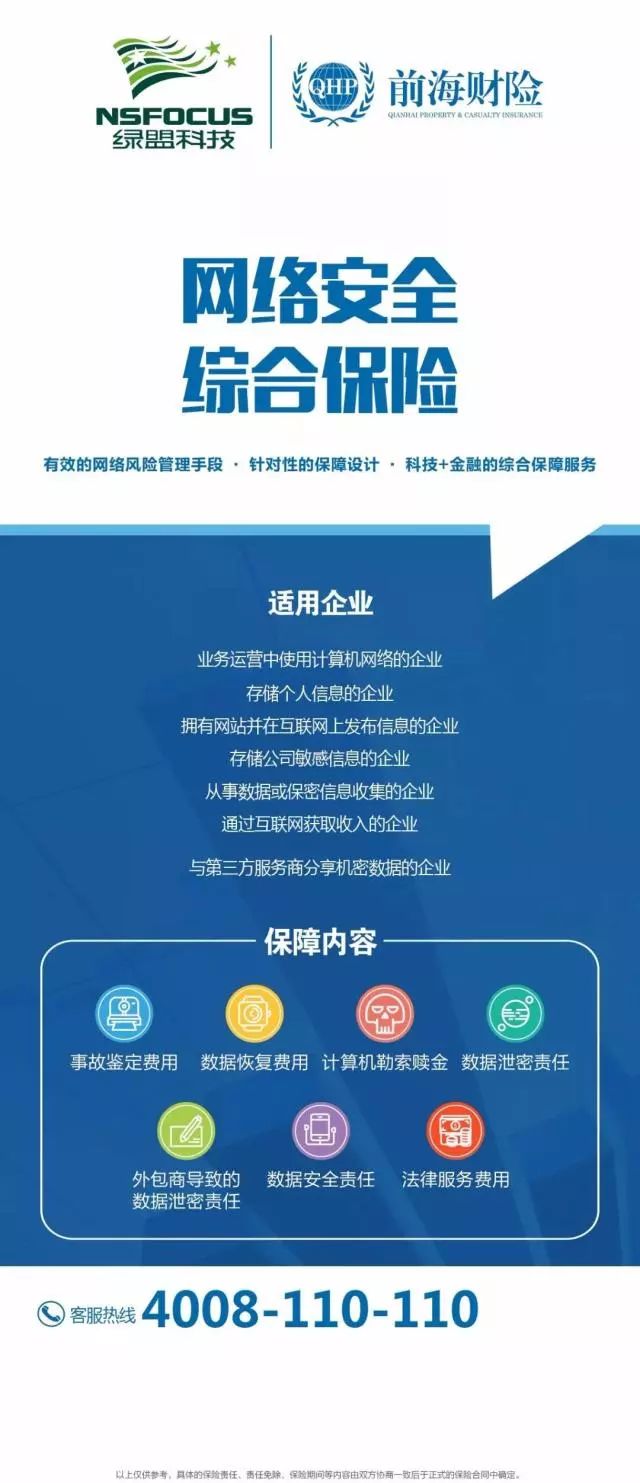 NSFOCUS
绿盟科技
QHP
前海财险
QIANHAI PROPERTY & CASUALTY INSURANCE
网络安全
综合保险
有效的网络风险管理手段 · 针对性的保障设计 · 科技+金融的综合保障服务
适用企业
业务运营中使用计算机网络的企业
存储个人信息的企业
拥有网站并在互联网上发布信息的企业
存储公司敏感信息的企业
从事数据或保密信息收集的企业
通过互联网获取收入的企业
与第三方服务商分享机密数据的企业
保障内容
事故鉴定费用 数据恢复费用 计算机勒索赎金 数据泄密责任
外包商导致的
数据泄密责任
数据安全责任
法律服务费用
客服热线 4008-110-110
以上仅供参考，具体的保险责任、责任免除、保险期间等内容由双方协商一致后于正式的保险合同中确定。